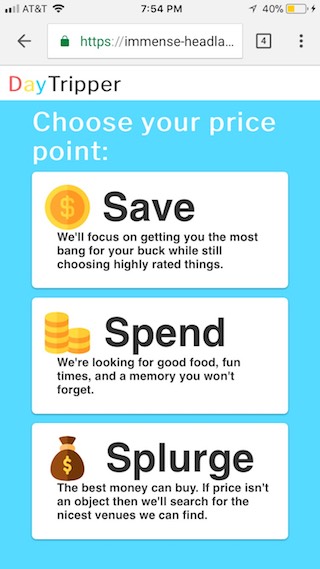 AT&T 7:54 PM 40%
https://immense-headla... 4
DayTripper
Choose your price
point:
$ Save
We'll focus on getting you the most
bang for your buck while still
choosing highly rated things.
Spend
We're looking for good food, fun
times, and a memory you won't
forget.
$ Splurge
The best money can buy. If price isn't
an object then we'll search for the
nicest venues we can find.